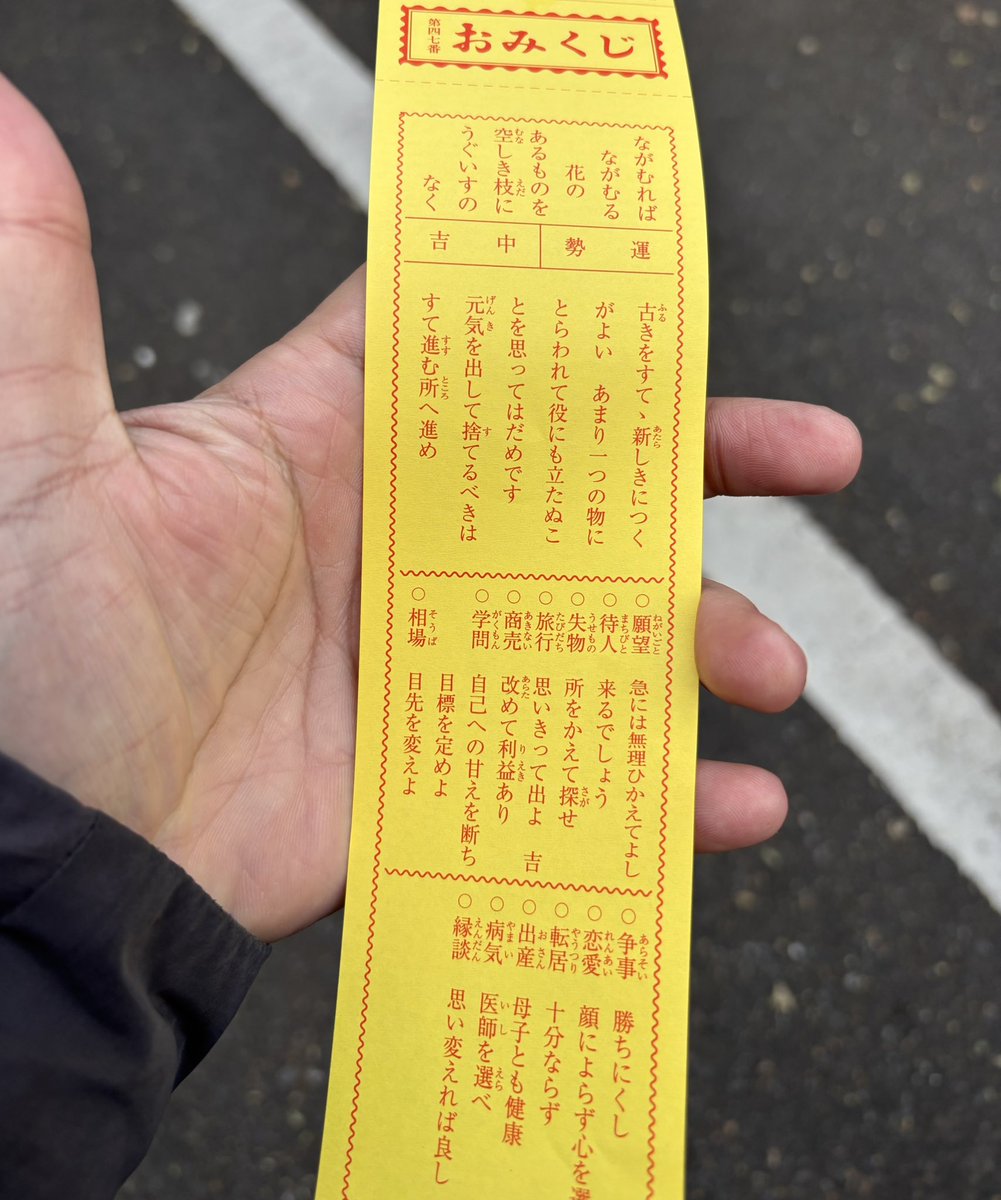 第四七番
おみくじ
ながむれば
ながむる
花の
あるものを
空しき枝に
うぐいすの
なく
運勢
中吉
古きをすてゝ新しきにつく
がよい　あまり一つの物に
とらわれて役にも立たぬこ
とを思ってはだめです
元気を出して捨てるべきは
すて進む所へ進め
○願望　急には無理ひかえてよし
○待人　来るでしょう
○失物　所をかえて探せ
○旅行　思いきって出よ　吉
○商売　改めて利益あり
○学問　自己への甘えを断ち
目標を定めよ
○相場　目先を変えよ
○争事　勝ちにくし
○恋愛　顔によらず心を選
○転居　十分ならず
○出産　母子とも健康
○病気　医師を選べ
○縁談　思い変えれば良し